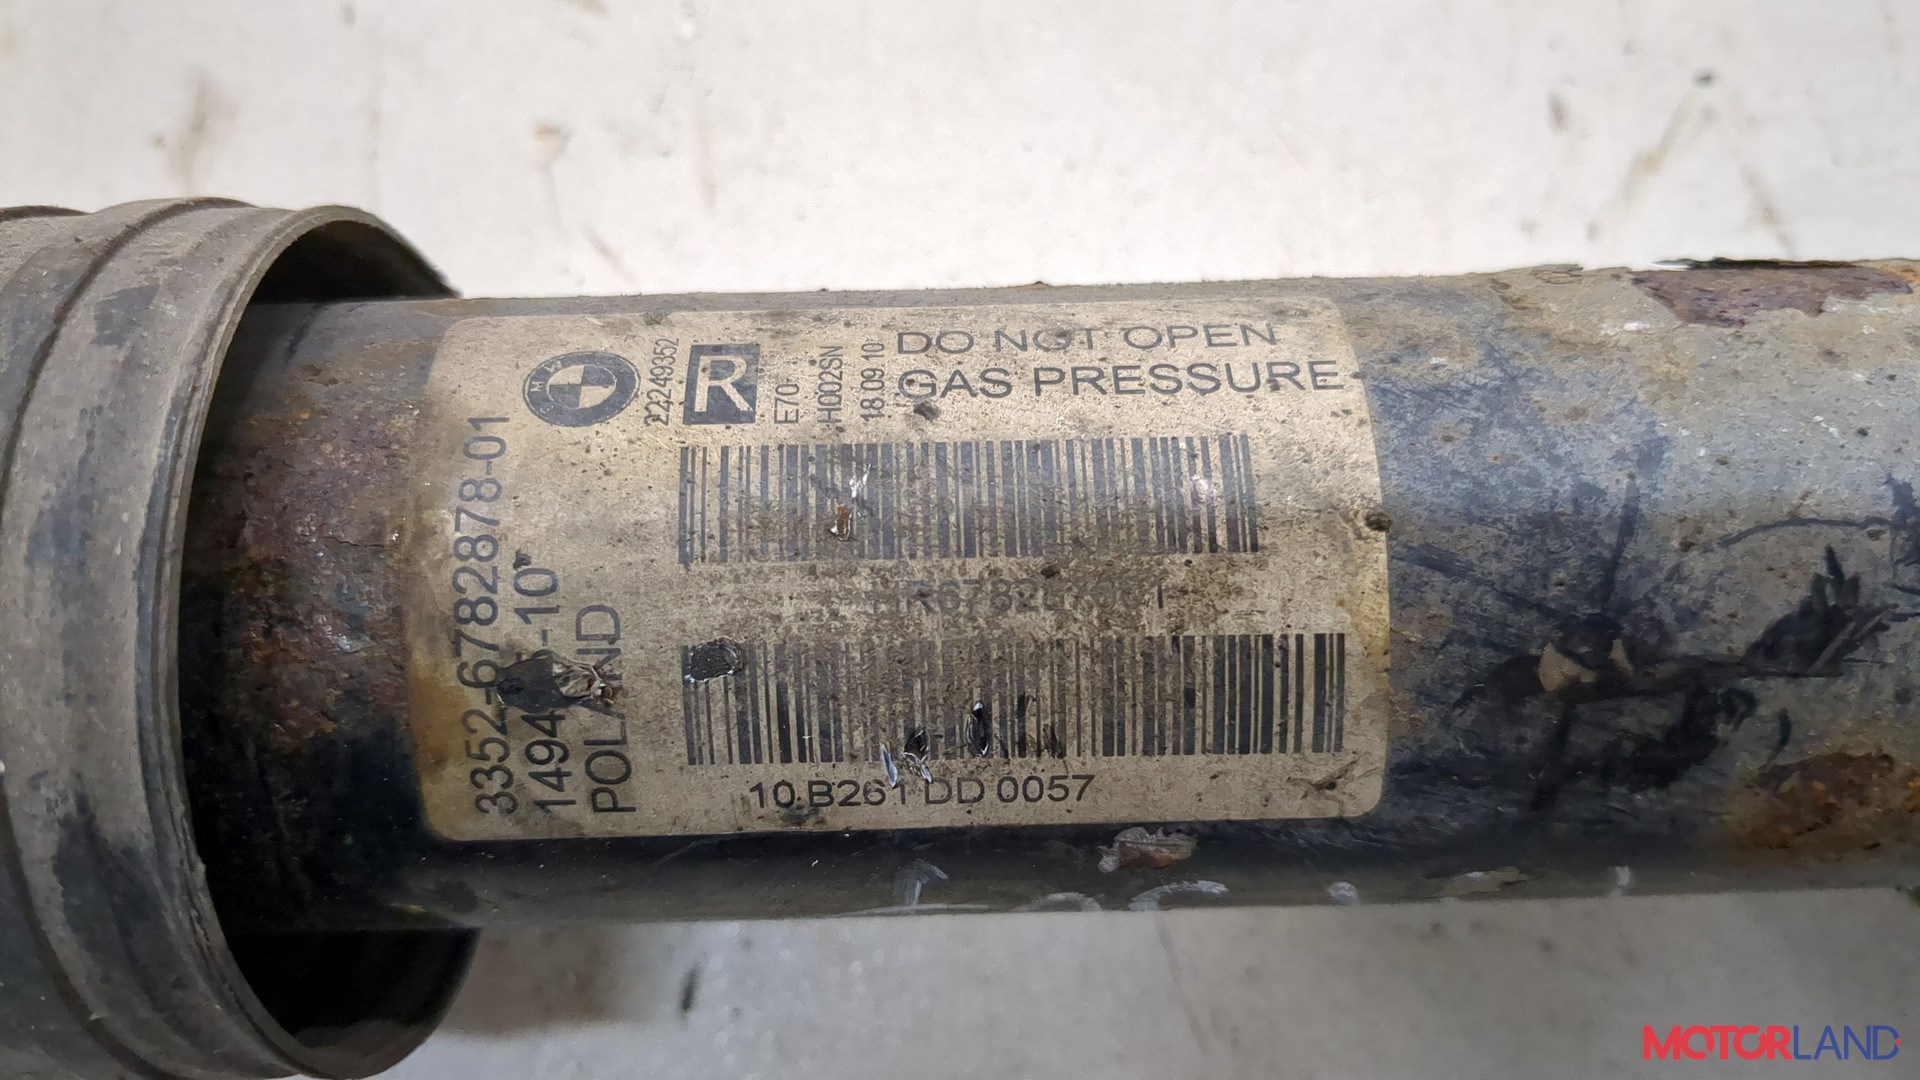 BMW
22249352
R
E70
H002SN
18.09.10
DO NOT OPEN
GAS PRESSURE
3352-6782878-01
POLAND
10 B261 DD 0057
MOTORLAND